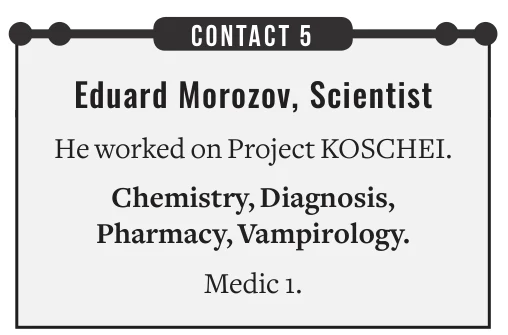 CONTACT 5
Eduard Morozov, Scientist
He worked on Project KOSCHEI.
Chemistry, Diagnosis,
Pharmacy, Vampirology.
Medic 1.